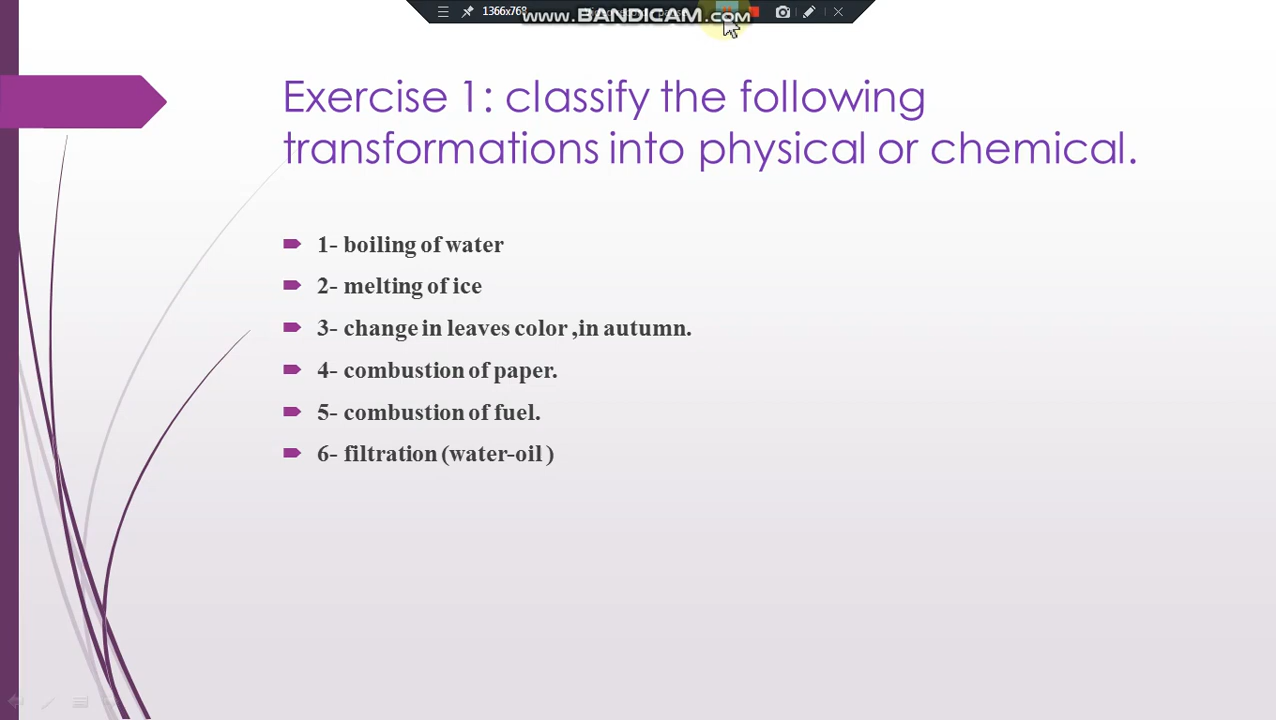 1366x768
www.BANDICAM.com
Exercise 1: classify the following
transformations into physical or chemical.
1- boiling of water
2- melting of ice
3- change in leaves color ,in autumn.
4- combustion of paper.
5- combustion of fuel.
6- filtration (water-oil )